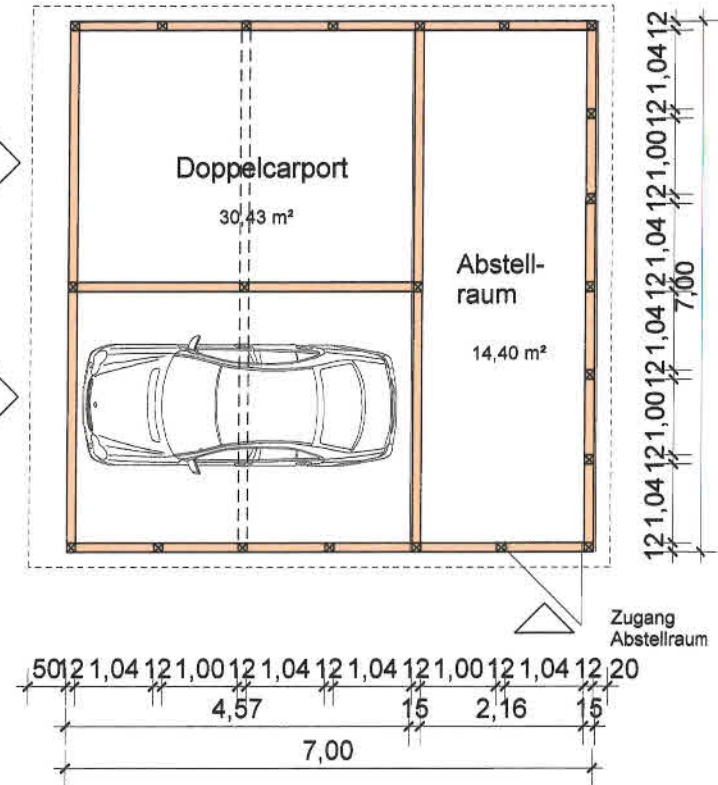 Doppelcarport
30,43 m²
Abstell-
raum
14,40 m²
Zugang
Abstellraum
12 1,04 12 1,00 12 1,04 12 1,04 12 1,00 12 1,04 12
7,00
50 12 1,04 12 1,00 12 1,04 12 1,04 12 1,00 12 1,04 12 20
4,57 15 2,16 15
7,00